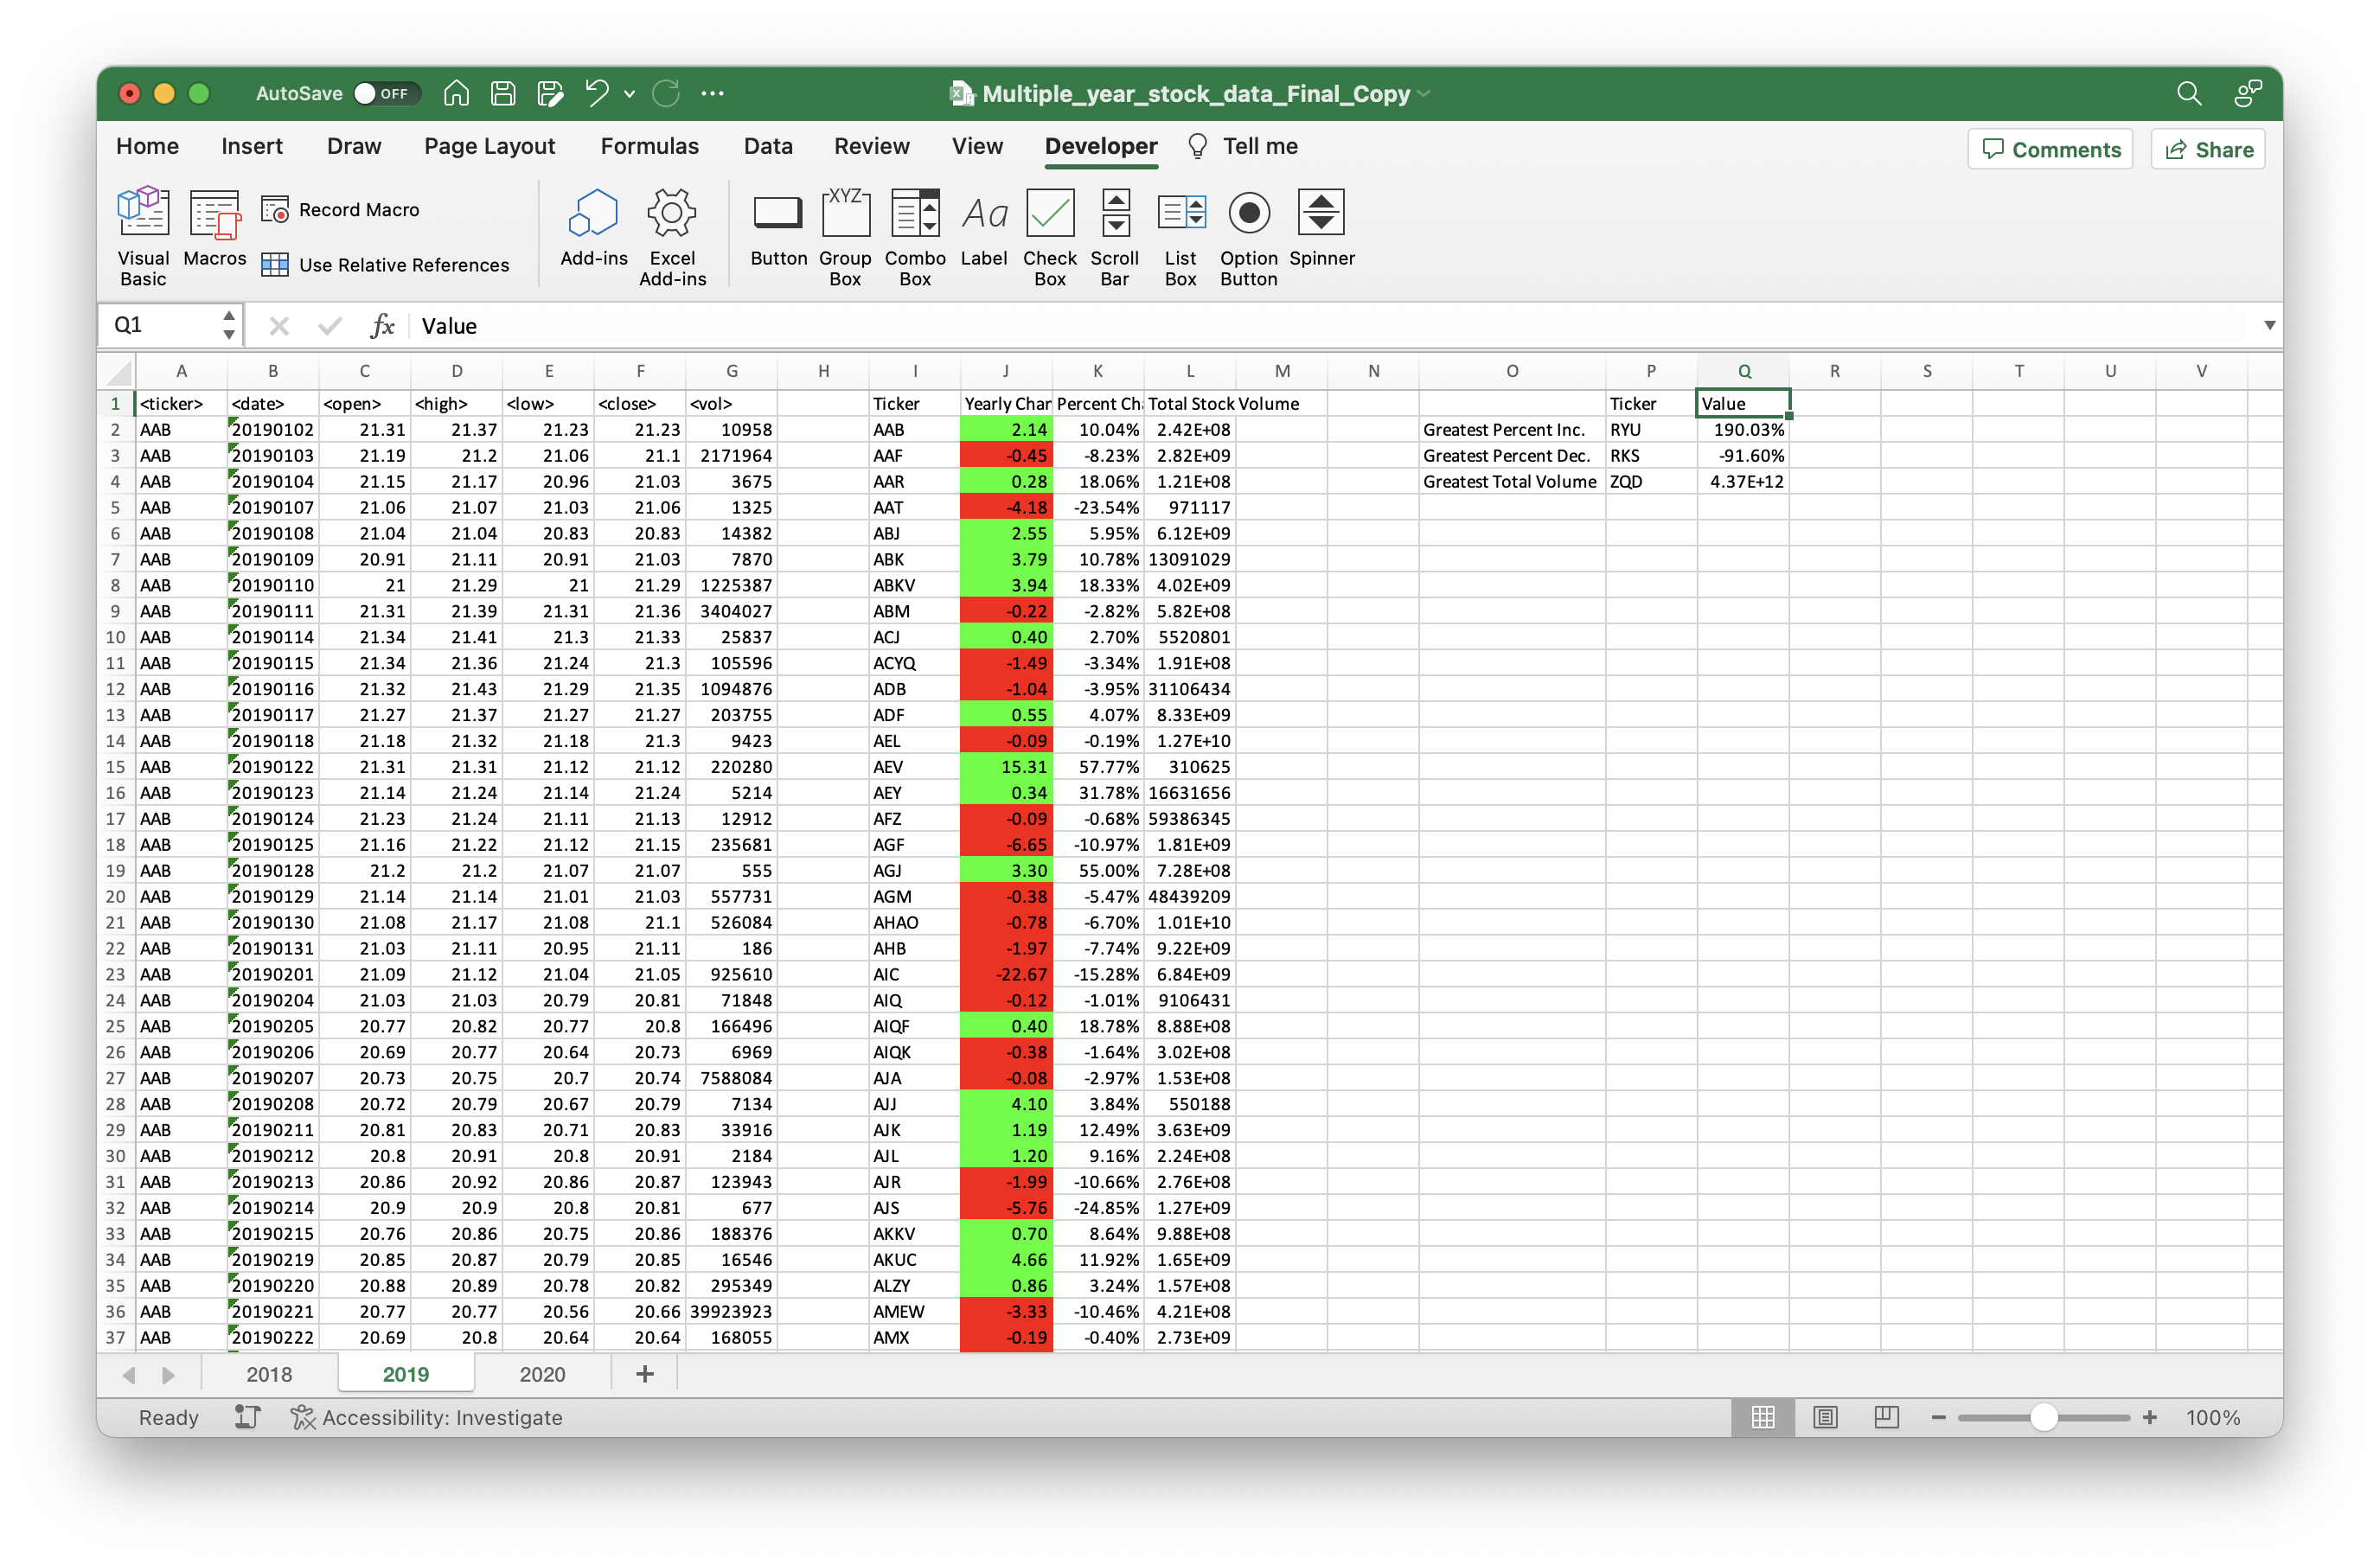 AutoSave OFF Multiple_year_stock_data_Final_Copy
Home Insert Draw Page Layout Formulas Data Review View Developer Tell me Comments Share
Visual Basic Macros Record Macro Use Relative References Add-ins Excel Add-ins Button XYZ Group Box Combo Box Aa Label Check Box Scroll Bar List Box Option Button Spinner
Q1 fx Value
A B C D E F G H I J K L M N O P Q R S T U V
1 <ticker> <date> <open> <high> <low> <close> <vol> Ticker Yearly Char Percent Ch Total Stock Volume Ticker Value
2 AAB 20190102 21.31 21.37 21.23 21.23 10958 AAB 2.14 10.04% 2.42E+08 Greatest Percent Inc. RYU 190.03%
3 AAB 20190103 21.19 21.2 21.06 21.1 2171964 AAF -0.45 -8.23% 2.82E+09 Greatest Percent Dec. RKS -91.60%
4 AAB 20190104 21.15 21.17 20.96 21.03 3675 AAR 0.28 18.06% 1.21E+08 Greatest Total Volume ZQD 4.37E+12
5 AAB 20190107 21.06 21.07 21.03 21.06 1325 AAT -4.18 -23.54% 971117
6 AAB 20190108 21.04 21.04 20.83 20.83 14382 ABJ 2.55 5.95% 6.12E+09
7 AAB 20190109 20.91 21.11 20.91 21.03 7870 ABK 3.79 10.78% 13091029
8 AAB 20190110 21 21.29 21 21.29 1225387 ABKV 3.94 18.33% 4.02E+09
9 AAB 20190111 21.31 21.39 21.31 21.36 3404027 ABM -0.22 -2.82% 5.82E+08
10 AAB 20190114 21.34 21.41 21.3 21.33 25837 ACJ 0.40 2.70% 5520801
11 AAB 20190115 21.34 21.36 21.24 21.3 105596 ACYQ -1.49 -3.34% 1.91E+08
12 AAB 20190116 21.32 21.43 21.29 21.35 1094876 ADB -1.04 -3.95% 31106434
13 AAB 20190117 21.27 21.37 21.27 21.27 203755 ADF 0.55 4.07% 8.33E+09
14 AAB 20190118 21.18 21.32 21.18 21.3 9423 AEL -0.09 -0.19% 1.27E+10
15 AAB 20190122 21.31 21.31 21.12 21.12 220280 AEV 15.31 57.77% 310625
16 AAB 20190123 21.14 21.24 21.14 21.24 5214 AEY 0.34 31.78% 16631656
17 AAB 20190124 21.23 21.24 21.11 21.13 12912 AFZ -0.09 -0.68% 59386345
18 AAB 20190125 21.16 21.22 21.12 21.15 235681 AGF -6.65 -10.97% 1.81E+09
19 AAB 20190128 21.2 21.2 21.07 21.07 555 AGJ 3.30 55.00% 7.28E+08
20 AAB 20190129 21.14 21.14 21.01 21.03 557731 AGM -0.38 -5.47% 48439209
21 AAB 20190130 21.08 21.17 21.08 21.1 526084 AHAO -0.78 -6.70% 1.01E+10
22 AAB 20190131 21.03 21.11 20.95 21.11 186 AHB -1.97 -7.74% 9.22E+09
23 AAB 20190201 21.09 21.12 21.04 21.05 925610 AIC -22.67 -15.28% 6.84E+09
24 AAB 20190204 21.03 21.03 20.79 20.81 71848 AIQ -0.12 -1.01% 9106431
25 AAB 20190205 20.77 20.82 20.77 20.8 166496 AIQF 0.40 18.78% 8.88E+08
26 AAB 20190206 20.69 20.77 20.64 20.73 6969 AIQK -0.38 -1.64% 3.02E+08
27 AAB 20190207 20.73 20.75 20.7 20.74 7588084 AJA -0.08 -2.97% 1.53E+08
28 AAB 20190208 20.72 20.79 20.67 20.79 7134 AJJ 4.10 3.84% 550188
29 AAB 20190211 20.81 20.83 20.71 20.83 33916 AJK 1.19 12.49% 3.63E+09
30 AAB 20190212 20.8 20.91 20.8 20.91 2184 AJL 1.20 9.16% 2.24E+08
31 AAB 20190213 20.86 20.92 20.86 20.87 123943 AJR -1.99 -10.66% 2.76E+08
32 AAB 20190214 20.9 20.9 20.8 20.81 677 AJS -5.76 -24.85% 1.27E+09
33 AAB 20190215 20.76 20.86 20.75 20.86 188376 AKKV 0.70 8.64% 9.88E+08
34 AAB 20190219 20.85 20.87 20.79 20.85 16546 AKUC 4.66 11.92% 1.65E+09
35 AAB 20190220 20.88 20.89 20.78 20.82 295349 ALZY 0.86 3.24% 1.57E+08
36 AAB 20190221 20.77 20.77 20.56 20.66 39923923 AMEW -3.33 -10.46% 4.21E+08
37 AAB 20190222 20.69 20.8 20.64 20.64 168055 AMX -0.19 -0.40% 2.73E+09
2018 2019 2020 +
Ready Accessibility: Investigate 100%